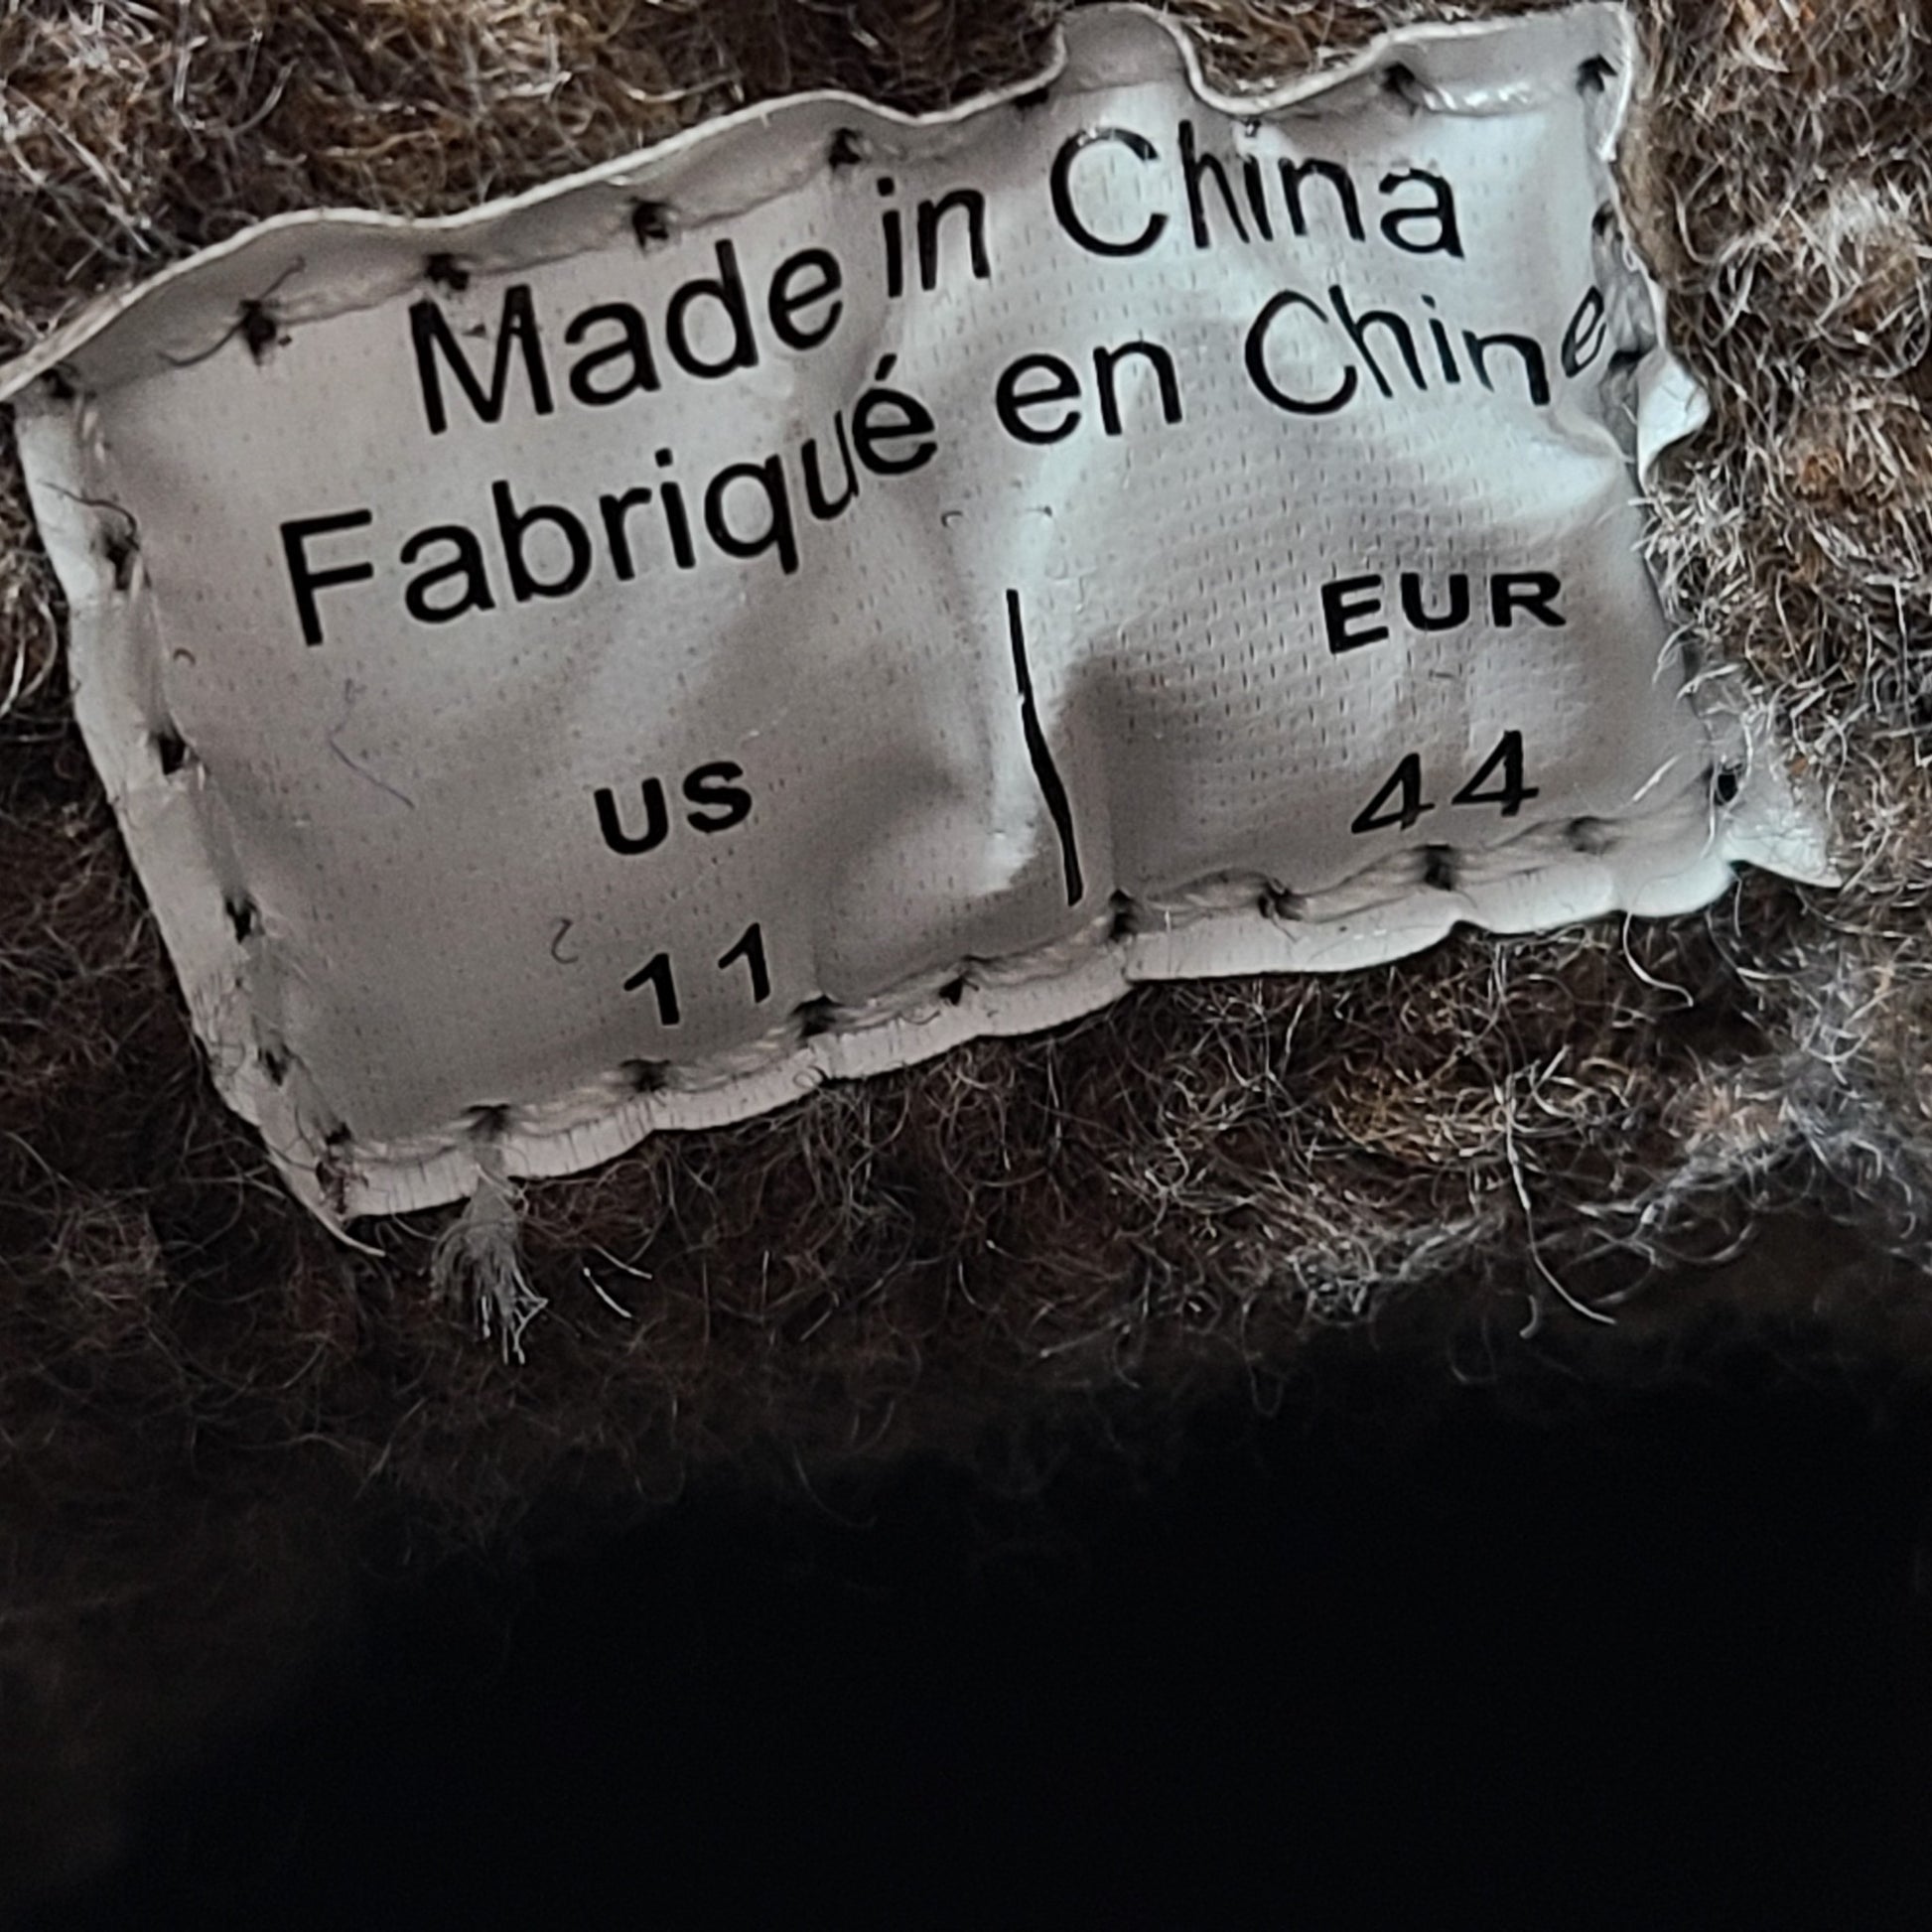 Made in China
Fabriqué en Chine
US | EUR
11 44